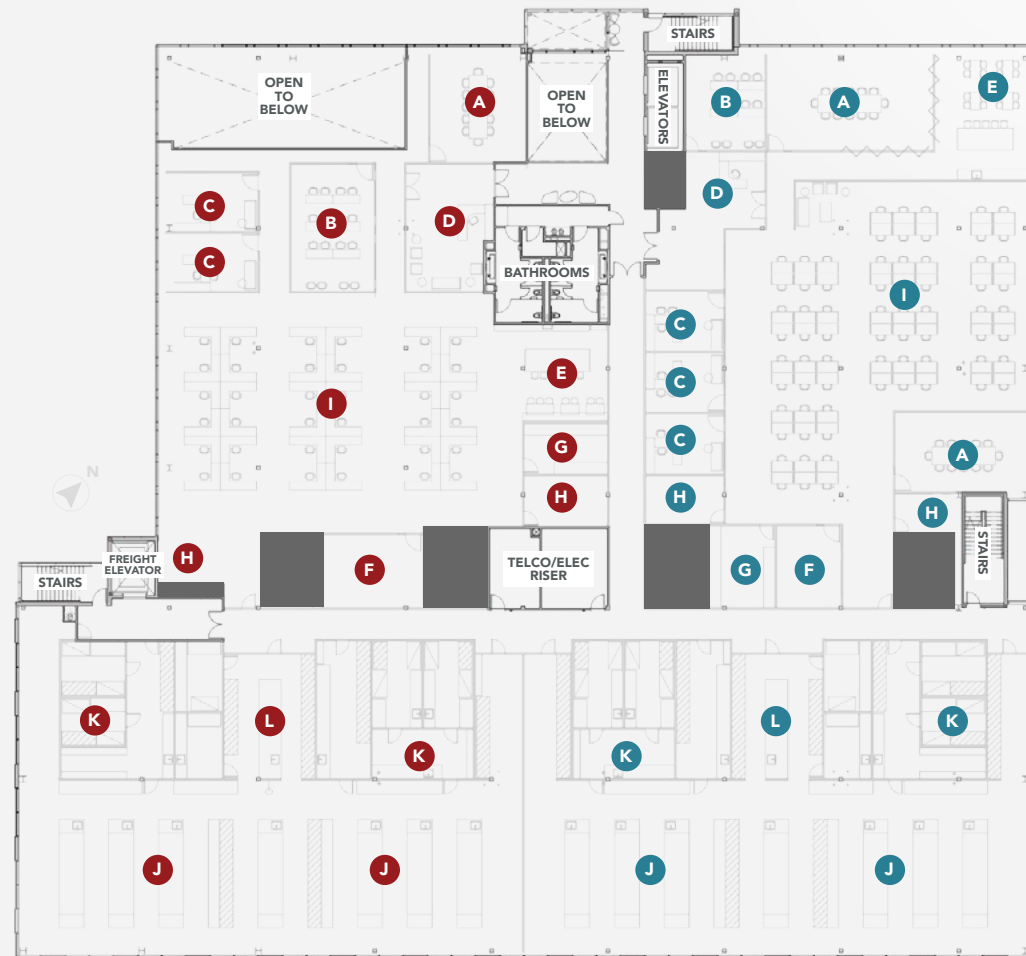 STAIRS
OPEN
TO
BELOW
A
OPEN
TO
BELOW
ELEVATORS
B
A
E
C
B
D
D
C
BATHROOMS
I
C
E
C
I
G
C
A
N
H
H
H
FREIGHT
ELEVATOR
H
F
TELCO/ELEC
RISER
G
F
STAIRS
STAIRS
K
L
K
K
L
K
J
J
J
J